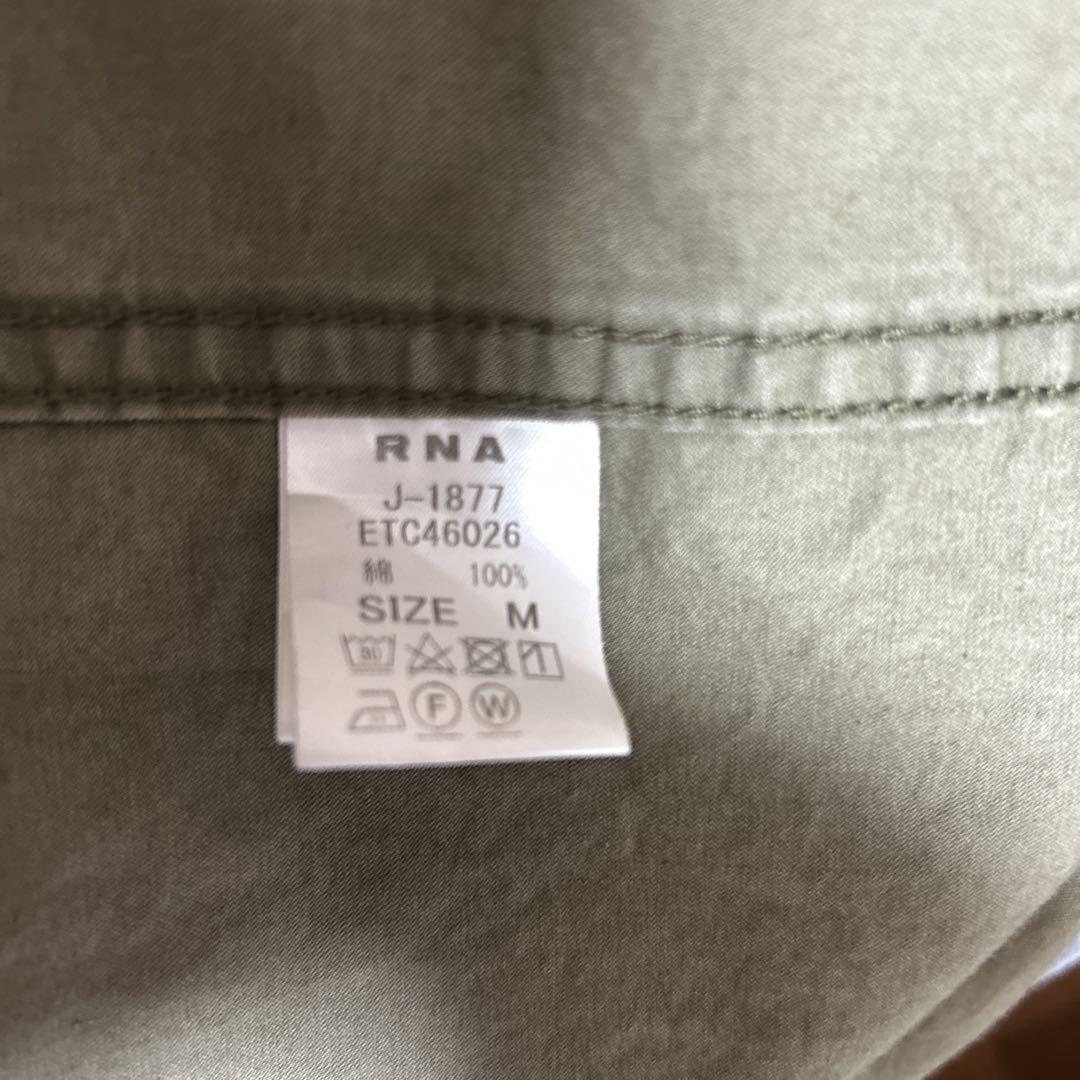 RNA
J-1877
ETC46026
綿 100%
SIZE M
F W